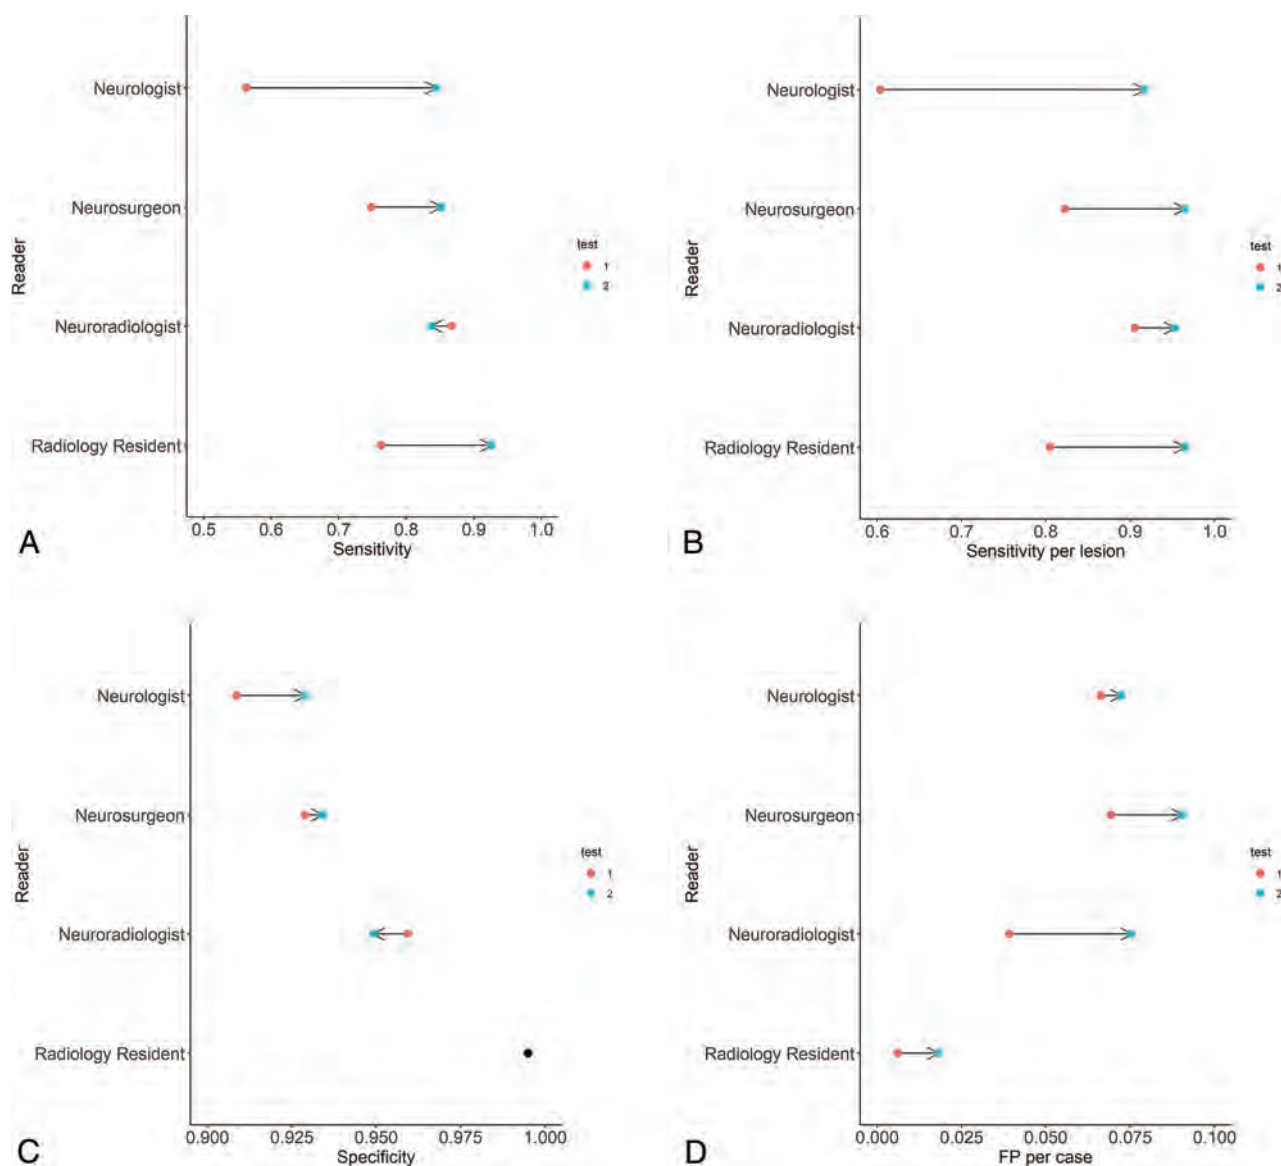 Neurologist
Neurosurgeon
Neuroradiologist
Radiology Resident
Reader
test
1
2
0.5 0.6 0.7 0.8 0.9 1.0
Sensitivity
A
Neurologist
Neurosurgeon
Neuroradiologist
Radiology Resident
Reader
test
1
2
0.6 0.7 0.8 0.9 1.0
Sensitivity per lesion
B
Neurologist
Neurosurgeon
Neuroradiologist
Radiology Resident
Reader
test
1
2
0.900 0.925 0.950 0.975 1.000
Specificity
C
Neurologist
Neurosurgeon
Neuroradiologist
Radiology Resident
Reader
test
1
2
0.000 0.025 0.050 0.075 0.100
FP per case
D